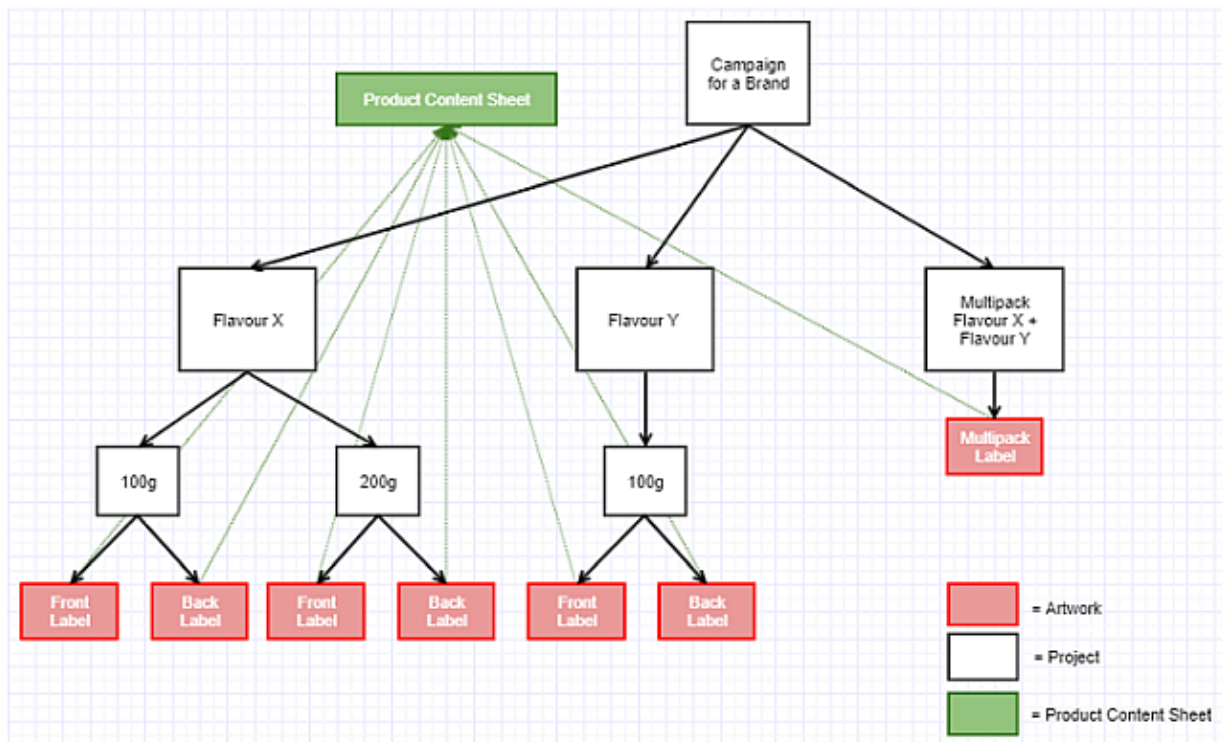 Campaign
for a Brand
Product Content Sheet
Flavour X
Flavour Y
Multipack
Flavour X +
Flavour Y
Multipack
Label
100g
200g
100g
Front
Label
Back
Label
Front
Label
Back
Label
Front
Label
Back
Label
= Artwork
= Project
= Product Content Sheet